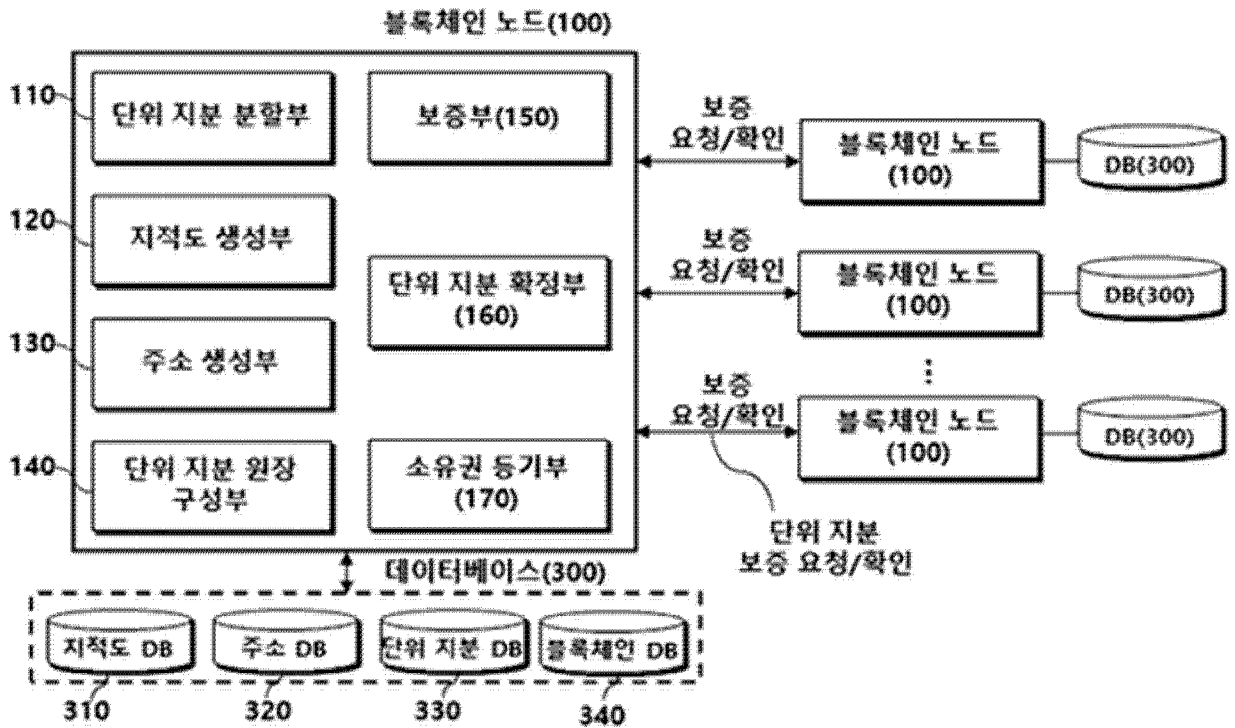 블록체인 노드(100)
110
단위 지분 분할부
보증부(150)
보증
요청/확인
블록체인 노드
(100)
DB(300)
120
지적도 생성부
단위 지분 확정부
(160)
보증
요청/확인
블록체인 노드
(100)
DB(300)
130
주소 생성부
보증
요청/확인
블록체인 노드
(100)
DB(300)
140
단위 지분 원장
구성부
소유권 등기부
(170)
단위 지분
보증 요청/확인
데이터베이스(300)
지적도 DB
주소 DB
단위 지분 DB
블록체인 DB
310
320
330
340